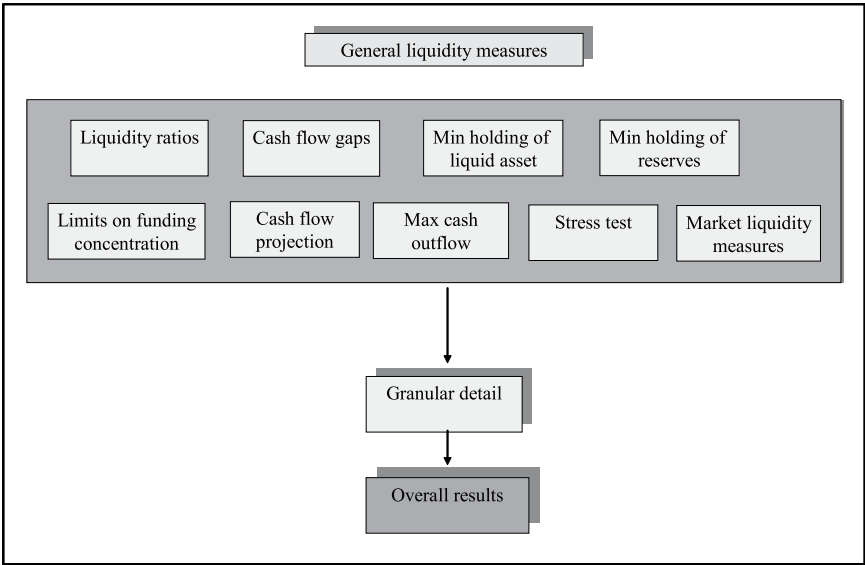 General liquidity measures
Liquidity ratios
Cash flow gaps
Min holding of
liquid asset
Min holding of
reserves
Limits on funding
concentration
Cash flow
projection
Max cash
outflow
Stress test
Market liquidity
measures
Granular detail
Overall results